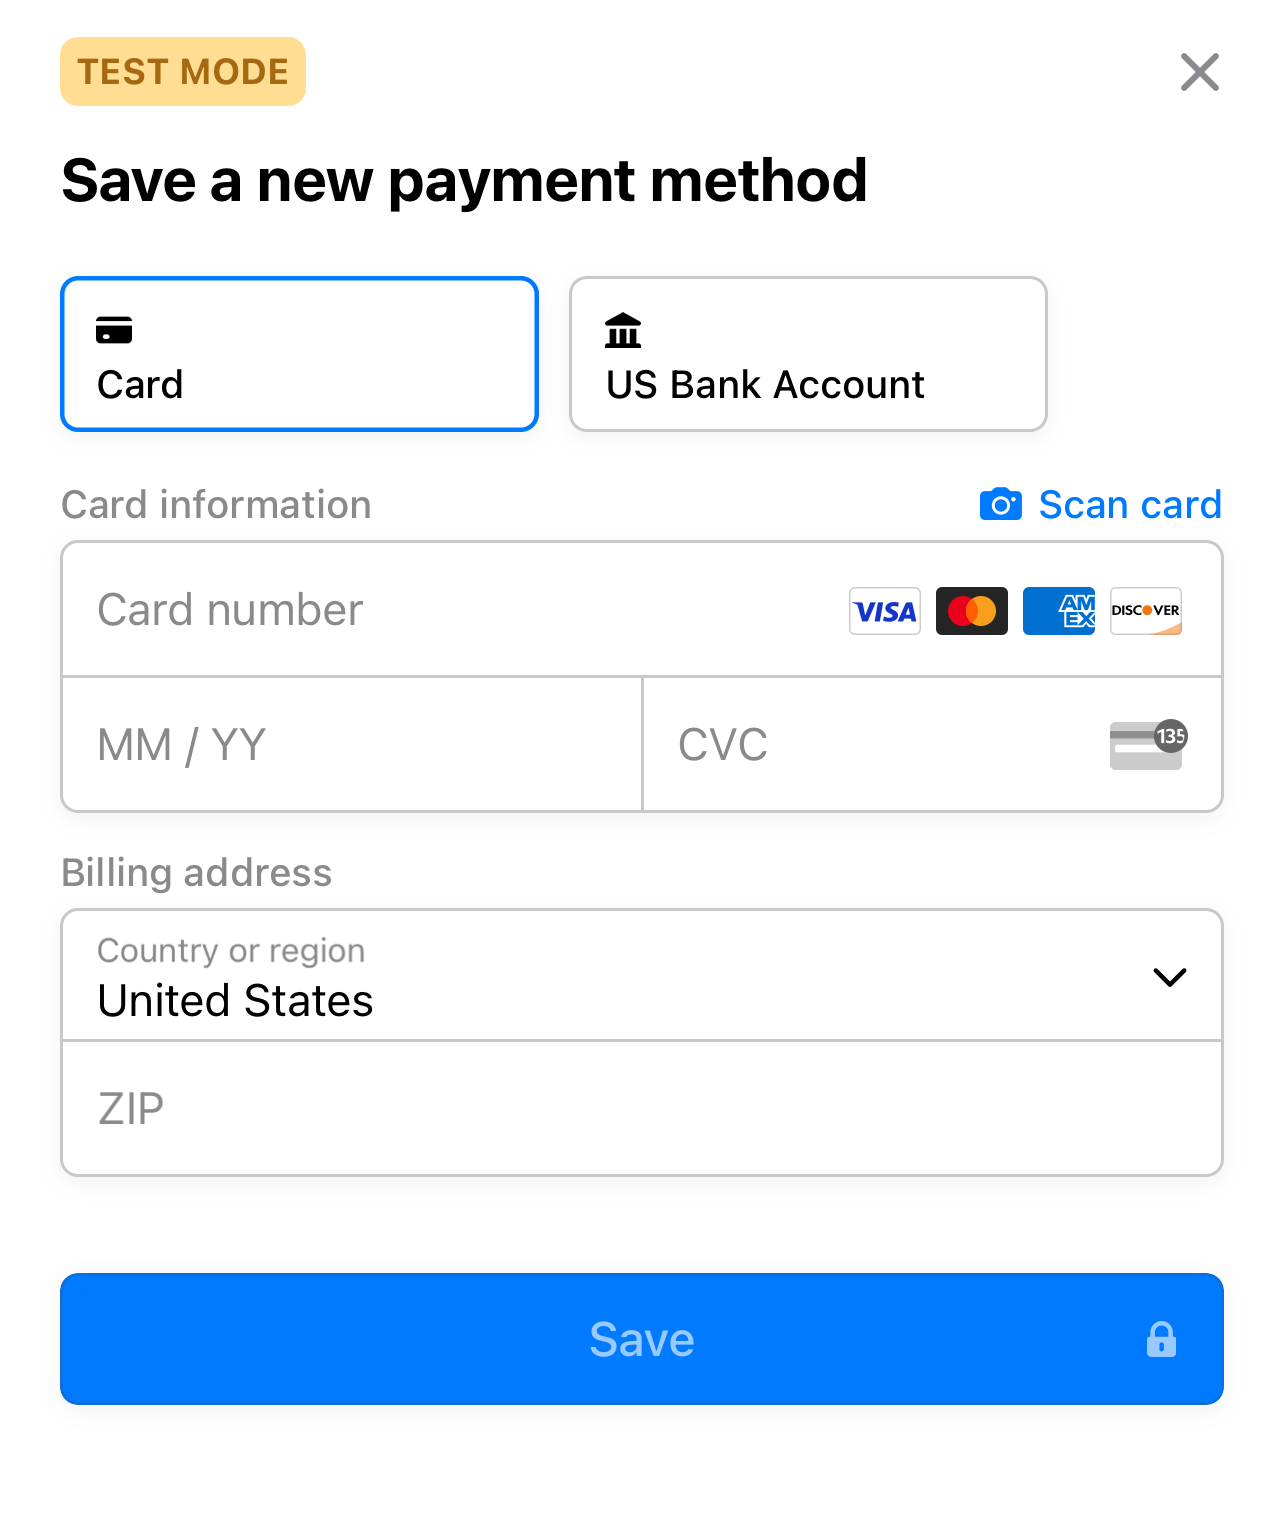 TEST MODE
Save a new payment method
Card
US Bank Account
Card information
Scan card
Card number
VISA
AM
EX
DISCOVER
MM / YY
CVC
135
Billing address
Country or region
United States
ZIP
Save